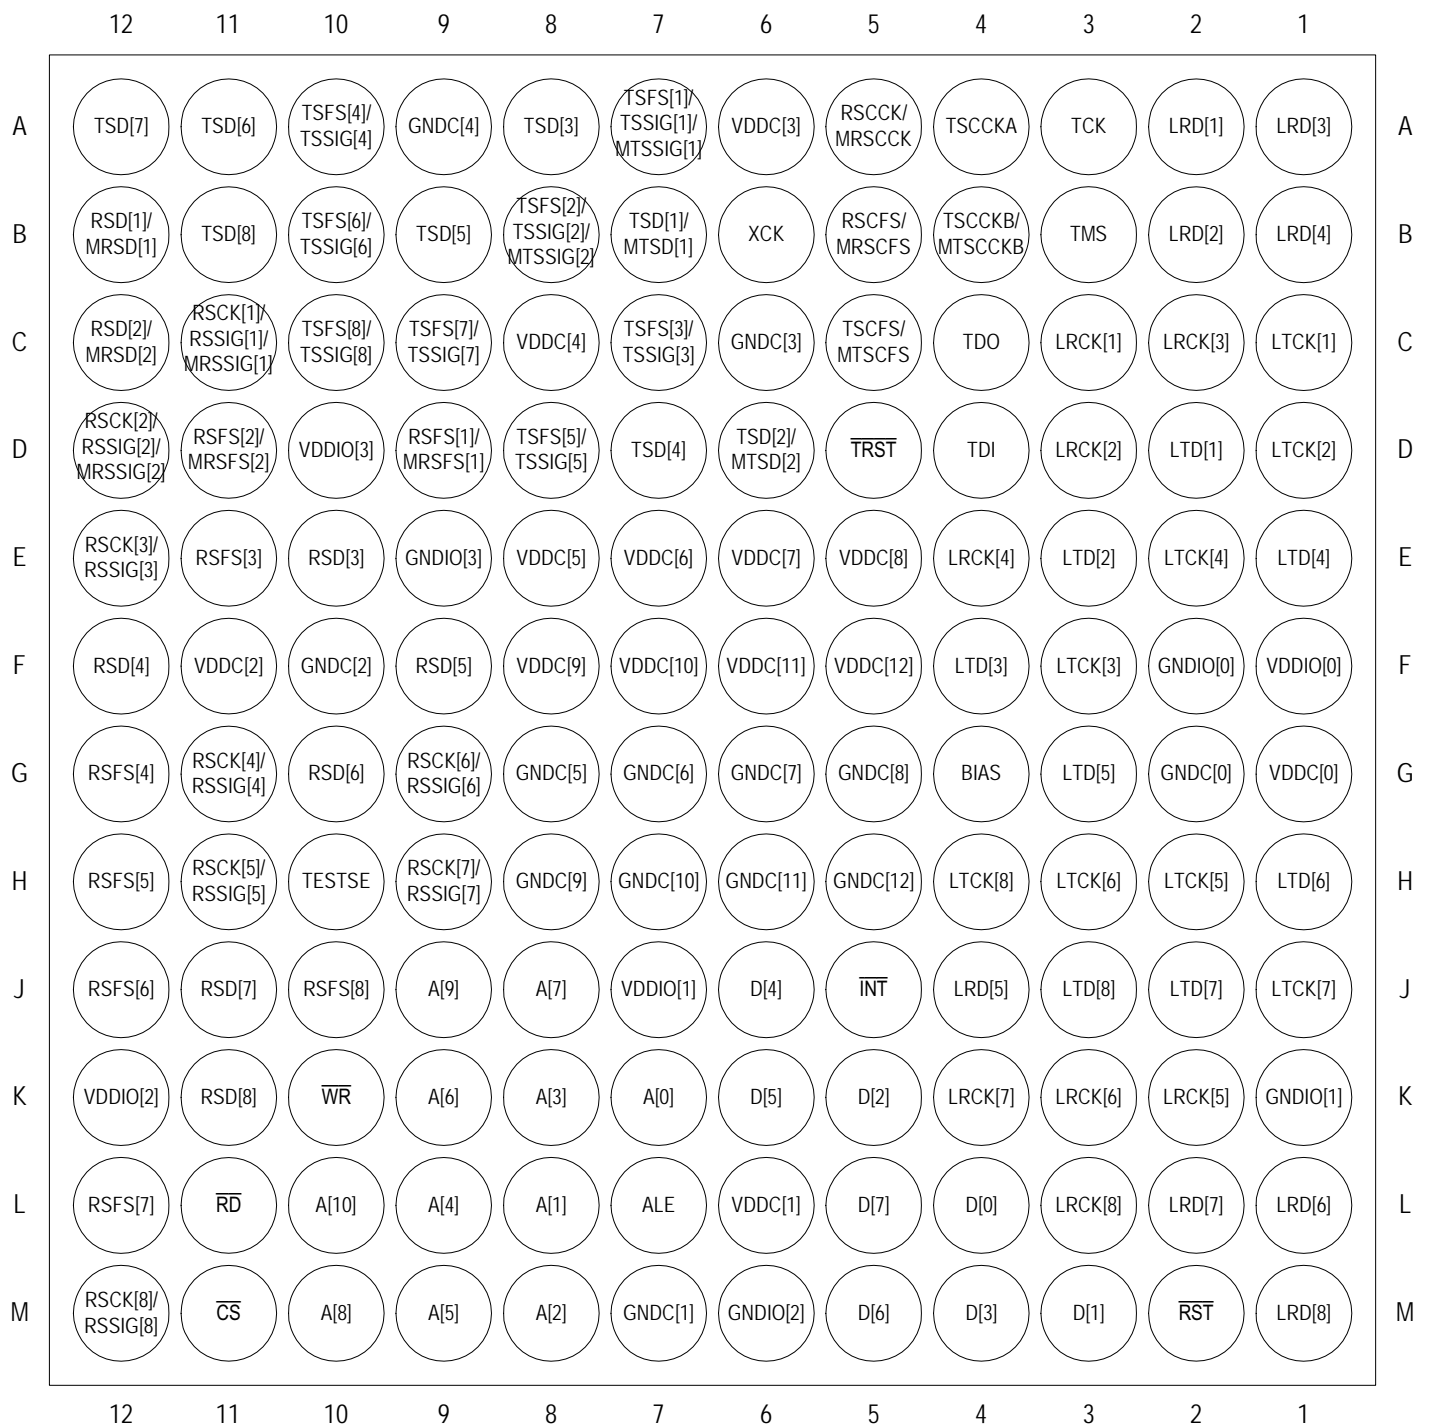 12 11 10 9 8 7 6 5 4 3 2 1
A TSD[7] TSD[6] TSFS[4]/ TSSIG[4] GNDC[4] TSD[3] TSFS[1]/ TSSIG[1]/ MTSSIG[1] VDDC[3] RSCCK/ MRSCCK TSCCKA TCK LRD[1] LRD[3] A
B RSD[1]/ MRSD[1] TSD[8] TSFS[6]/ TSSIG[6] TSD[5] TSFS[2]/ TSSIG[2]/ MTSSIG[2] TSD[1]/ MTSD[1] XCK RSCFS/ MRSCFS TSCCKB/ MTSCCKB TMS LRD[2] LRD[4] B
C RSD[2]/ MRSD[2] RSCK[1]/ RSSIG[1]/ MRSSIG[1] TSFS[8]/ TSSIG[8] TSFS[7]/ TSSIG[7] VDDC[4] TSFS[3]/ TSSIG[3] GNDC[3] TSCFS/ MTSCFS TDO LRCK[1] LRCK[3] LTCK[1] C
D RSCK[2]/ RSSIG[2]/ MRSSIG[2] RSFS[2]/ MRSFS[2] VDDIO[3] RSFS[1]/ MRSFS[1] TSFS[5]/ TSSIG[5] TSD[4] TSD[2]/ MTSD[2] TRST TDI LRCK[2] LTD[1] LTCK[2] D
E RSCK[3]/ RSSIG[3] RSFS[3] RSD[3] GNDIO[3] VDDC[5] VDDC[6] VDDC[7] VDDC[8] LRCK[4] LTD[2] LTCK[4] LTD[4] E
F RSD[4] VDDC[2] GNDC[2] RSD[5] VDDC[9] VDDC[10] VDDC[11] VDDC[12] LTD[3] LTCK[3] GNDIO[0] VDDIO[0] F
G RSFS[4] RSCK[4]/ RSSIG[4] RSD[6] RSCK[6]/ RSSIG[6] GNDC[5] GNDC[6] GNDC[7] GNDC[8] BIAS LTD[5] GNDC[0] VDDC[0] G
H RSFS[5] RSCK[5]/ RSSIG[5] TESTSE RSCK[7]/ RSSIG[7] GNDC[9] GNDC[10] GNDC[11] GNDC[12] LTCK[8] LTCK[6] LTCK[5] LTD[6] H
J RSFS[6] RSD[7] RSFS[8] A[9] A[7] VDDIO[1] D[4] INT LRD[5] LTD[8] LTD[7] LTCK[7] J
K VDDIO[2] RSD[8] WR A[6] A[3] A[0] D[5] D[2] LRCK[7] LRCK[6] LRCK[5] GNDIO[1] K
L RSFS[7] RD A[10] A[4] A[1] ALE VDDC[1] D[7] D[0] LRCK[8] LRD[7] LRD[6] L
M RSCK[8]/ RSSIG[8] CS A[8] A[5] A[2] GNDC[1] GNDIO[2] D[6] D[3] D[1] RST LRD[8] M
12 11 10 9 8 7 6 5 4 3 2 1